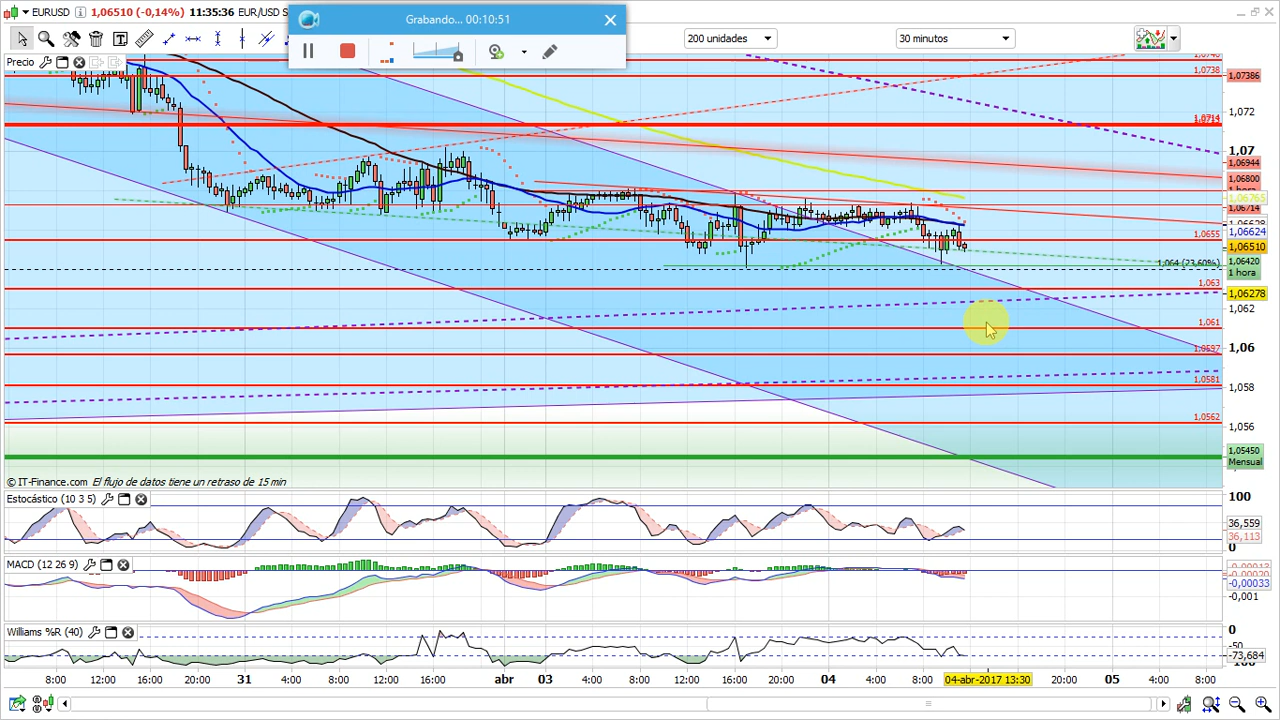 EURUSD 1,06510 (-0,14%) 11:35:36 EUR/USD S
Grabando... 00:10:51
200 unidades
30 minutos
Precio
1,0738
1,07386
1,072
1,0714
1,07
1,06944
1,06800
1,06765
1,06714
1,0655
1,06624
1,06510
1,064 (23,60%)
1,06420
1 hora
1,063
1,06278
1,062
1,061
1,06
1,0597
1,0581
1,058
1,0562
1,056
1,05450
Mensual
© IT-Finance.com El flujo de datos tiene un retraso de 15 min
Estocástico (10 3 5)
100
36,559
36,113
0
MACD (12 26 9)
-0,00033
-0,001
Williams %R (40)
0
-50
-73,684
8:00 12:00 16:00 20:00 31 4:00 8:00 12:00 16:00 abr 03 4:00 8:00 12:00 16:00 20:00 04 4:00 8:00 04-abr-2017 13:30 20:00 05 4:00 8:00